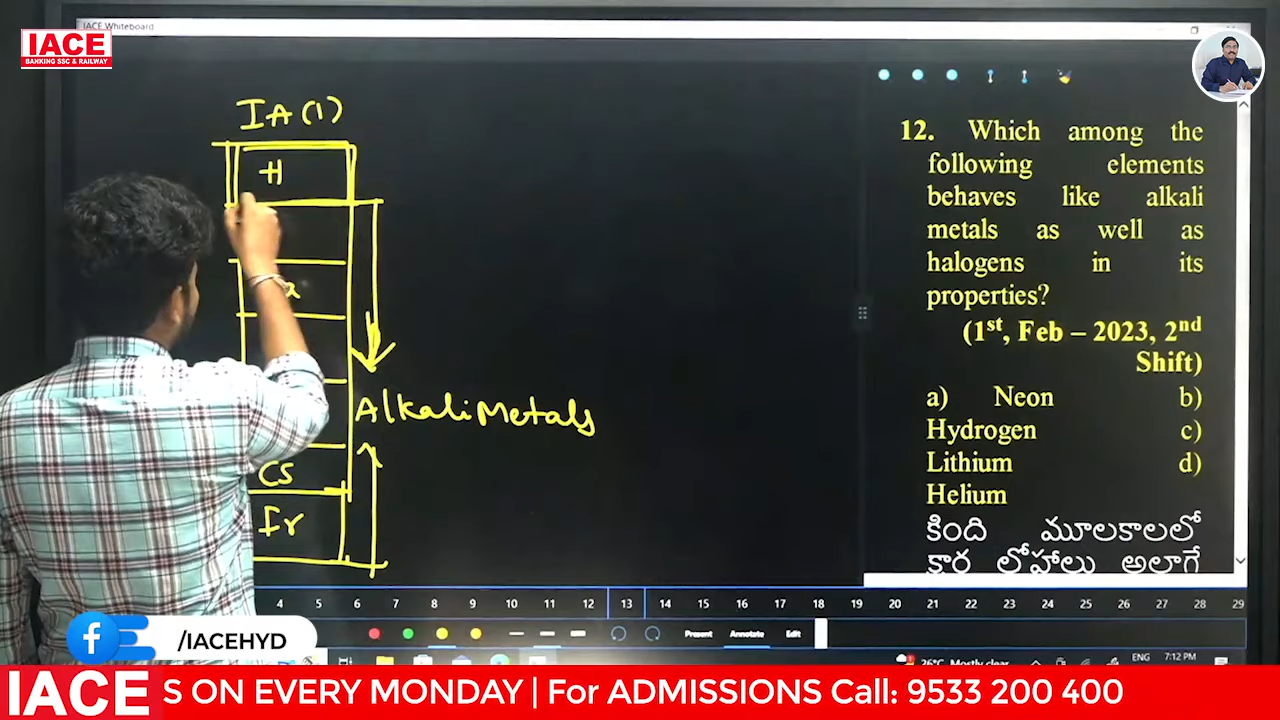 IACE Whiteboard
IACE
BANKING SSC & RAILWAY
IA(1)
H
Alkali Metals
Cs
Fr
12. Which among the
following elements
behaves like alkali
metals as well as
halogens in its
properties?
(1st, Feb – 2023, 2nd
Shift)
a) Neon b)
Hydrogen c)
Lithium d)
Helium
కింది మూలకాలలో
కార లోహాలు అలాగే
4 5 6 7 8 9 10 11 12 13 14 15 16 17 18 19 20 21 22 23 24 25 26 27 28 29
Present Annotate Edit
/IACEHYD
26°C Mostly clear
ENG 7:12 PM
IACE S ON EVERY MONDAY | For ADMISSIONS Call: 9533 200 400